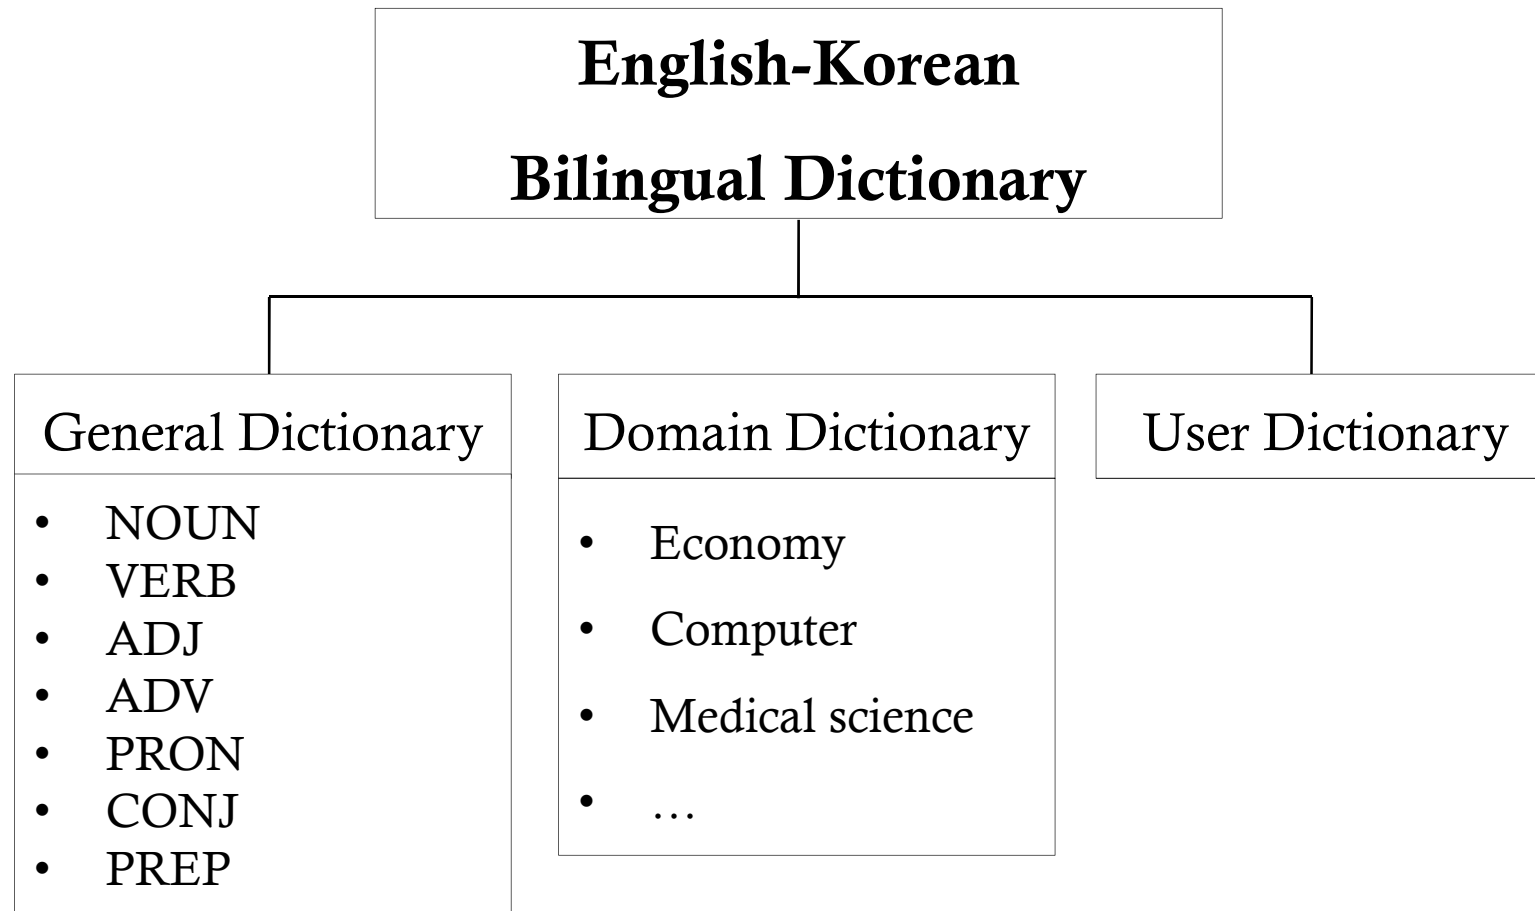 English-Korean
Bilingual Dictionary
General Dictionary
• NOUN
• VERB
• ADJ
• ADV
• PRON
• CONJ
• PREP
Domain Dictionary
• Economy
• Computer
• Medical science
• …
User Dictionary